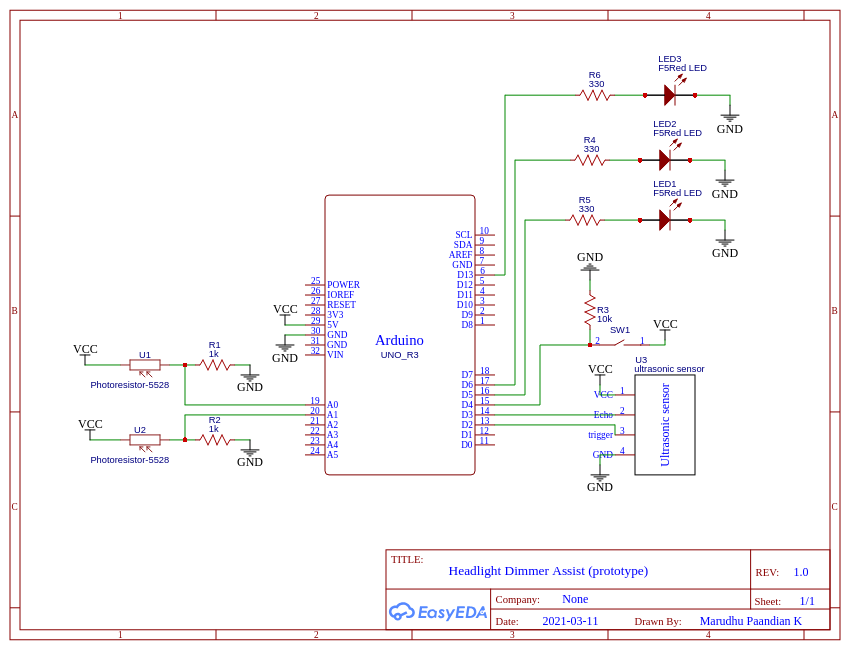 1 2 3 4
A A
B B
C C
LED3
F5Red LED
R6
330
GND
LED2
F5Red LED
R4
330
GND
LED1
F5Red LED
R5
330
GND
SCL 10
SDA 9
AREF 8
GND 7
D13 6
D12 5
D11 4
D10 3
D9 2
D8 1
25 POWER
26 IOREF
27 RESET
28 3V3
29 5V
30 GND
31 GND
32 VIN
VCC
GND
Arduino
UNO_R3
D7 18
D6 17
D5 16
D4 15
D3 14
D2 13
D1 12
D0 11
19 A0
20 A1
21 A2
22 A3
23 A4
24 A5
VCC
U1
Photoresistor-5528
R1
1k
GND
VCC
U2
Photoresistor-5528
R2
1k
GND
GND
R3
10k
SW1
2 1
VCC
U3
ultrasonic sensor
VCC
VCC 1
Echo 2
trigger 3
GND 4
Ultrasonic sensor
GND
TITLE:
Headlight Dimmer Assist (prototype)
REV: 1.0
EasyEDA
Company: None
Sheet: 1/1
Date: 2021-03-11
Drawn By: Marudhu Paandian K
1 2 3 4